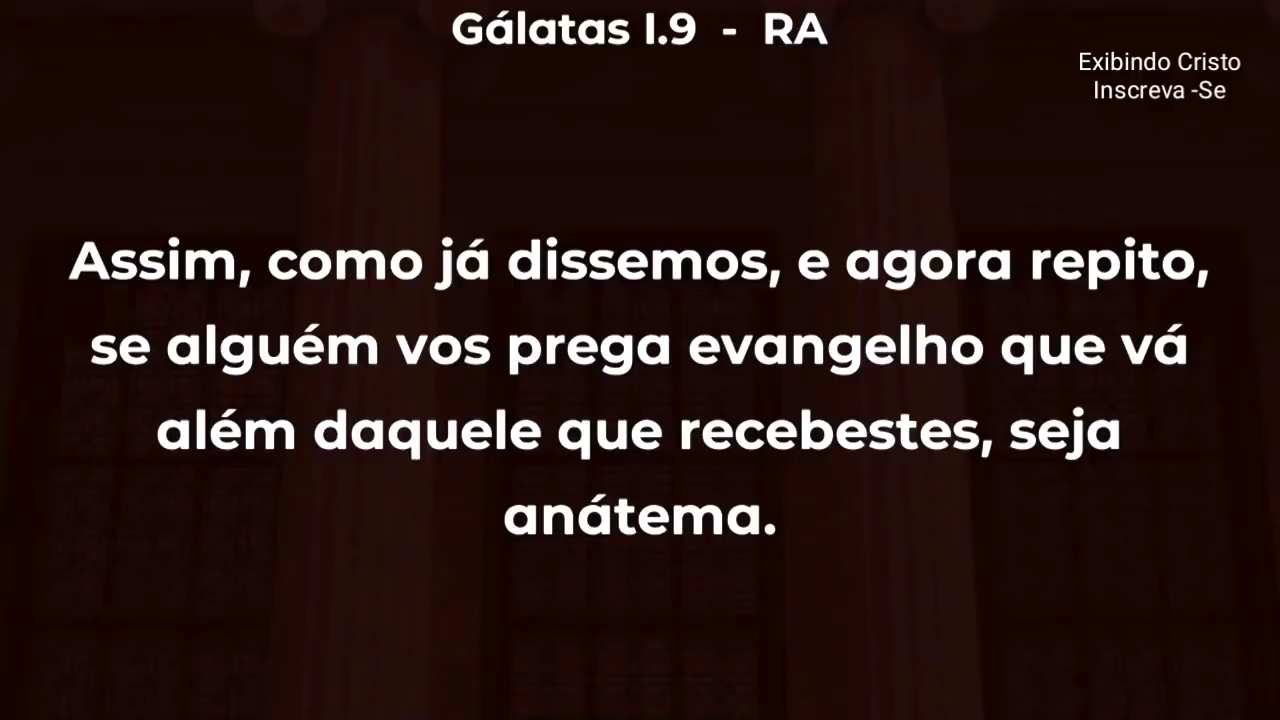 Gálatas I.9 - RA
Exibindo Cristo
Inscreva -Se
Assim, como já dissemos, e agora repito,
se alguém vos prega evangelho que vá
além daquele que recebestes, seja
anátema.